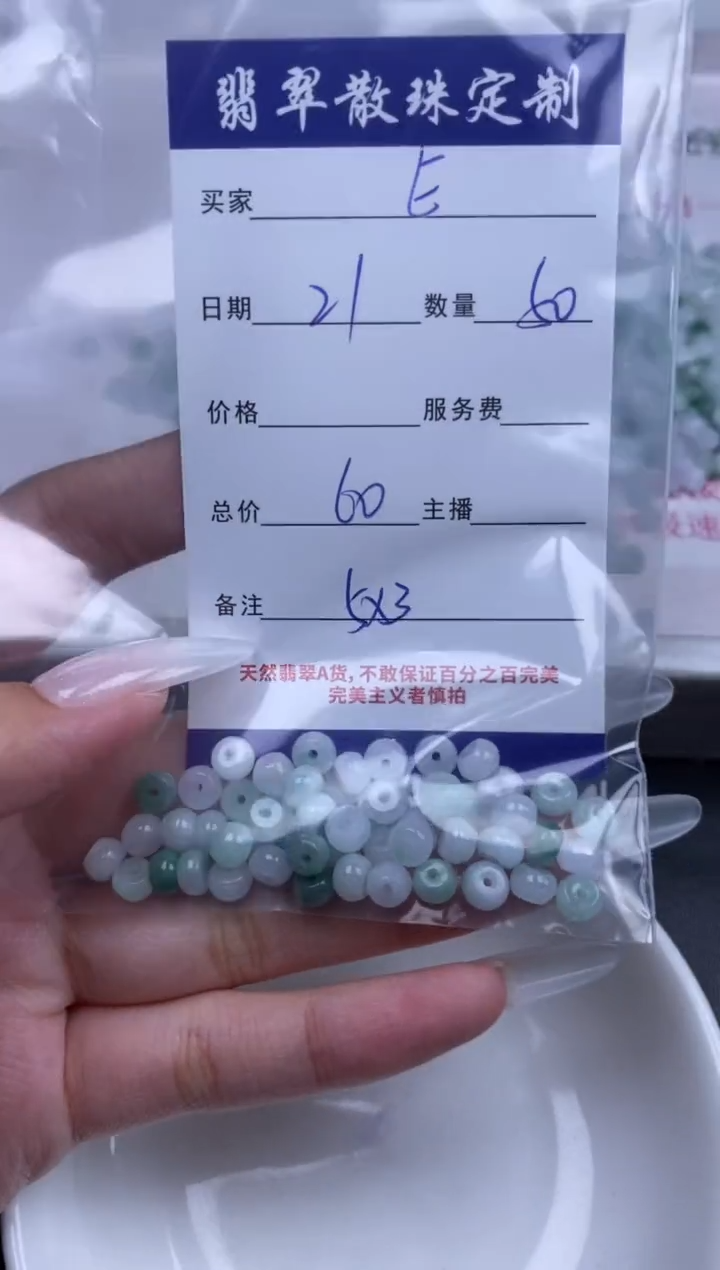 翡翠散珠定制
买家 E
日期 21 数量 50
价格 服务费
总价 60 主播
备注 5x3
天然翡翠A货,不敢保证百分之百完美
完美主义者慎拍